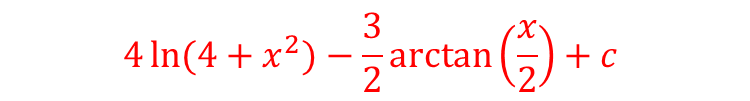 4 ln(4 + x²) − 3/2 arctan(x/2) + c